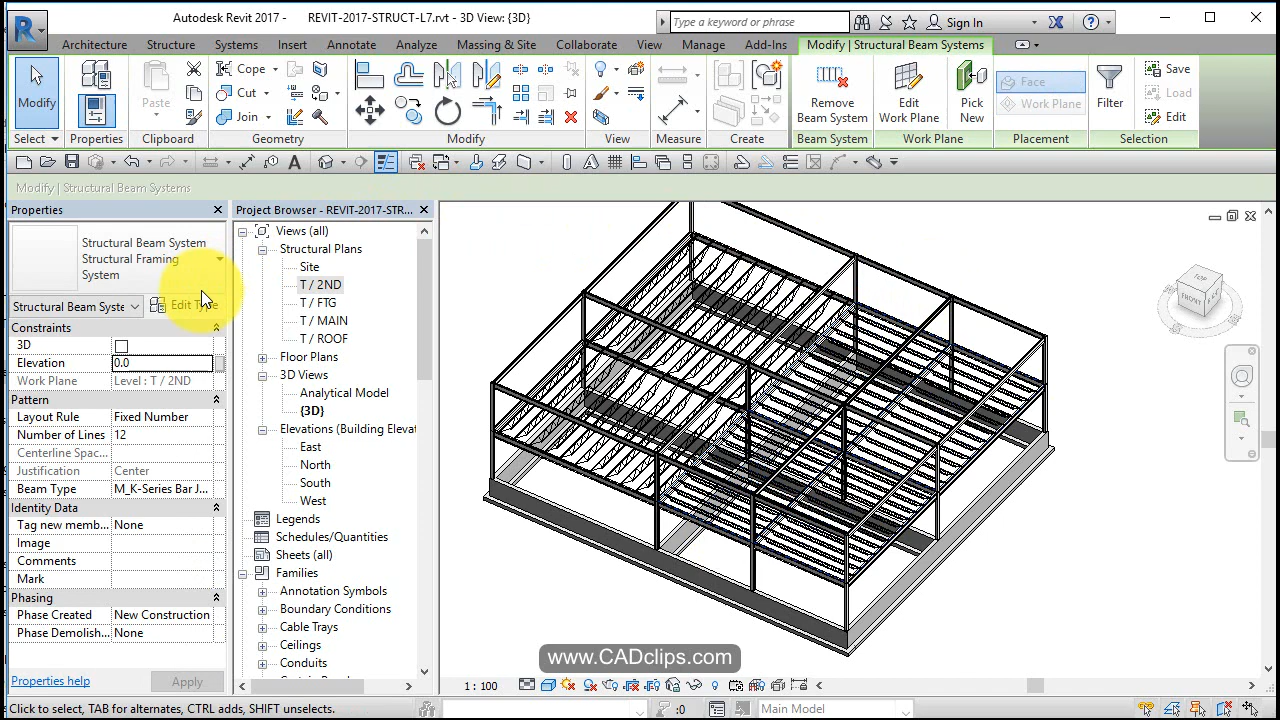 Autodesk Revit 2017 - REVIT-2017-STRUCT-L7.rvt - 3D View: {3D}
Type a keyword or phrase
Sign In
Architecture Structure Systems Insert Annotate Analyze Massing & Site Collaborate View Manage Add-Ins Modify | Structural Beam Systems
Modify
Properties
Paste
Cope
Cut
Join
Remove Beam System
Edit Work Plane
Pick New
Face
Work Plane
Filter
Save
Load
Edit
Select Properties Clipboard Geometry Modify View Measure Create Beam System Work Plane Placement Selection
Modify | Structural Beam Systems
Properties
Structural Beam System
Structural Framing
System
Structural Beam Syste
Edit Type
Constraints
3D
Elevation 0.0
Work Plane Level : T / 2ND
Pattern
Layout Rule Fixed Number
Number of Lines 12
Centerline Spac...
Justification Center
Beam Type M_K-Series Bar J...
Identity Data
Tag new memb... None
Image
Comments
Mark
Phasing
Phase Created New Construction
Phase Demolish... None
Properties help
Apply
Project Browser - REVIT-2017-STR...
Views (all)
Structural Plans
Site
T / 2ND
T / FTG
T / MAIN
T / ROOF
Floor Plans
3D Views
Analytical Model
{3D}
Elevations (Building Elevat
East
North
South
West
Legends
Schedules/Quantities
Sheets (all)
Families
Annotation Symbols
Boundary Conditions
Cable Trays
Ceilings
Conduits
TOP
FRONT
www.CADclips.com
1 : 100
Click to select, TAB for alternates, CTRL adds, SHIFT unselects.
:0
Main Model